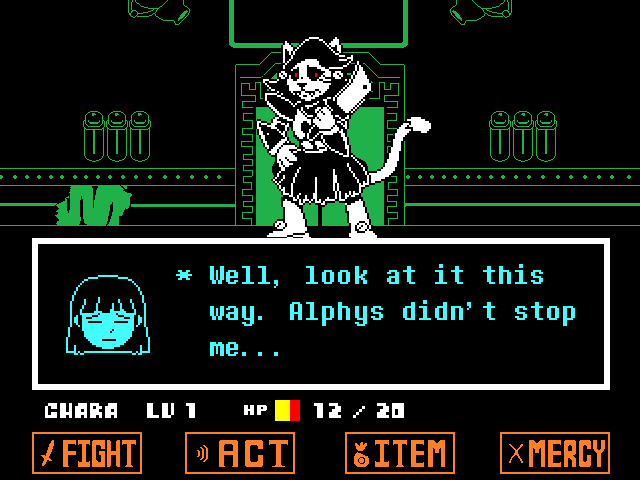 * Well, look at it this
way. Alphys didn't stop
me...
CHARA LV 1 HP 12 / 20
FIGHT ACT ITEM MERCY